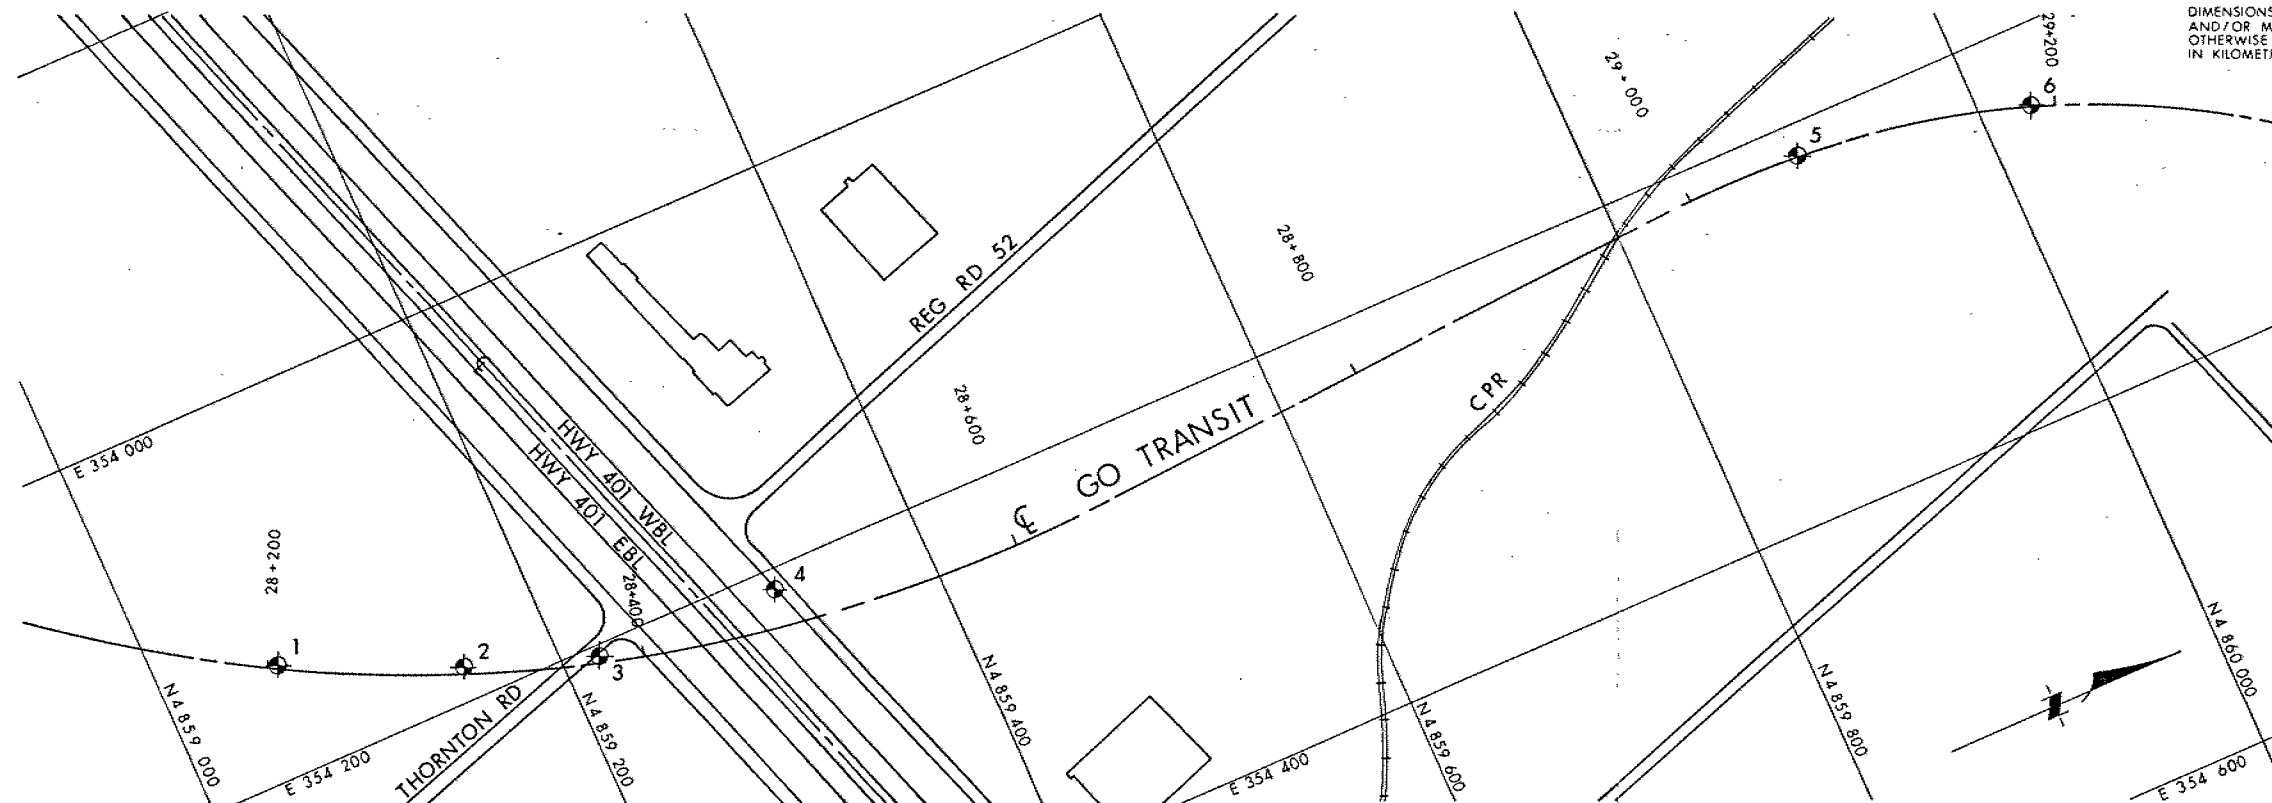 DIMENSIONS
AND/OR M
OTHERWISE
IN KILOMET
29+200
29+000
6
5
28+800
REG RD 52
28+600
CPR
GO TRANSIT
℄
E 354 000
HWY 401 WBL
HWY 401 EBL
28+200
28+400
4
1
2
3
THORNTON RD
N 4 859 000
N 4 859 200
N 4 859 400
N 4 859 600
N 4 859 800
N 4 860 000
E 354 200
E 354 400
E 354 600
N